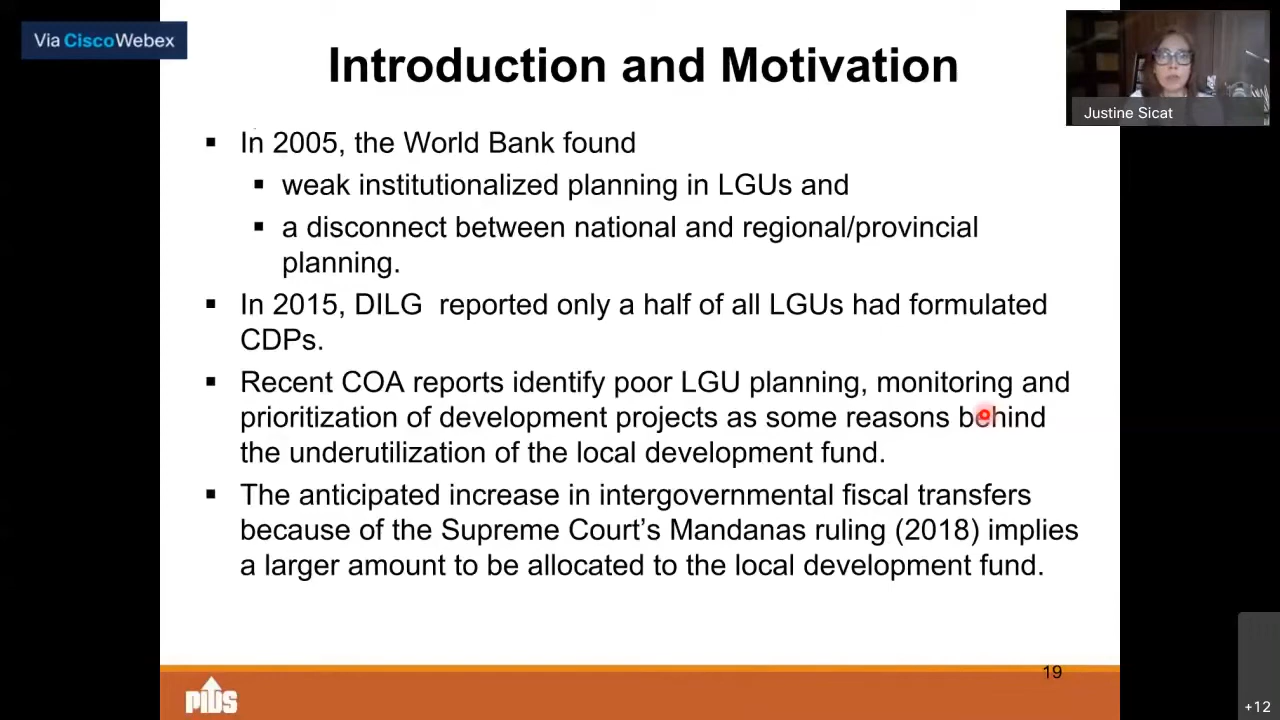 Via CiscoWebex
Introduction and Motivation
Justine Sicat
▪ In 2005, the World Bank found
▪ weak institutionalized planning in LGUs and
▪ a disconnect between national and regional/provincial
planning.
▪ In 2015, DILG reported only a half of all LGUs had formulated
CDPs.
▪ Recent COA reports identify poor LGU planning, monitoring and
prioritization of development projects as some reasons behind
the underutilization of the local development fund.
▪ The anticipated increase in intergovernmental fiscal transfers
because of the Supreme Court’s Mandanas ruling (2018) implies
a larger amount to be allocated to the local development fund.
19
PIDS
+12